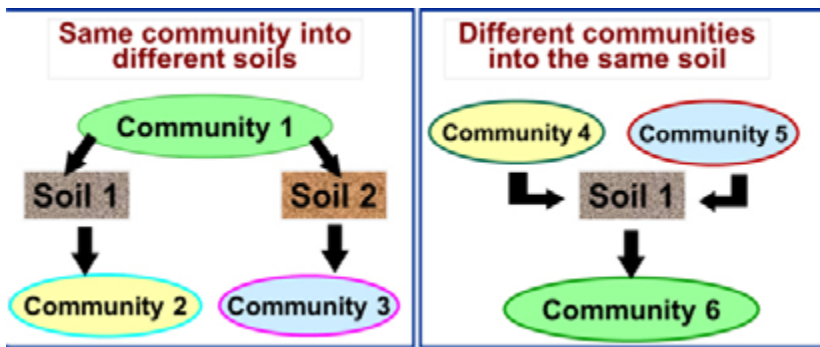 Same community into
different soils
Community 1
Soil 1
Soil 2
Community 2
Community 3
Different communities
into the same soil
Community 4
Community 5
Soil 1
Community 6